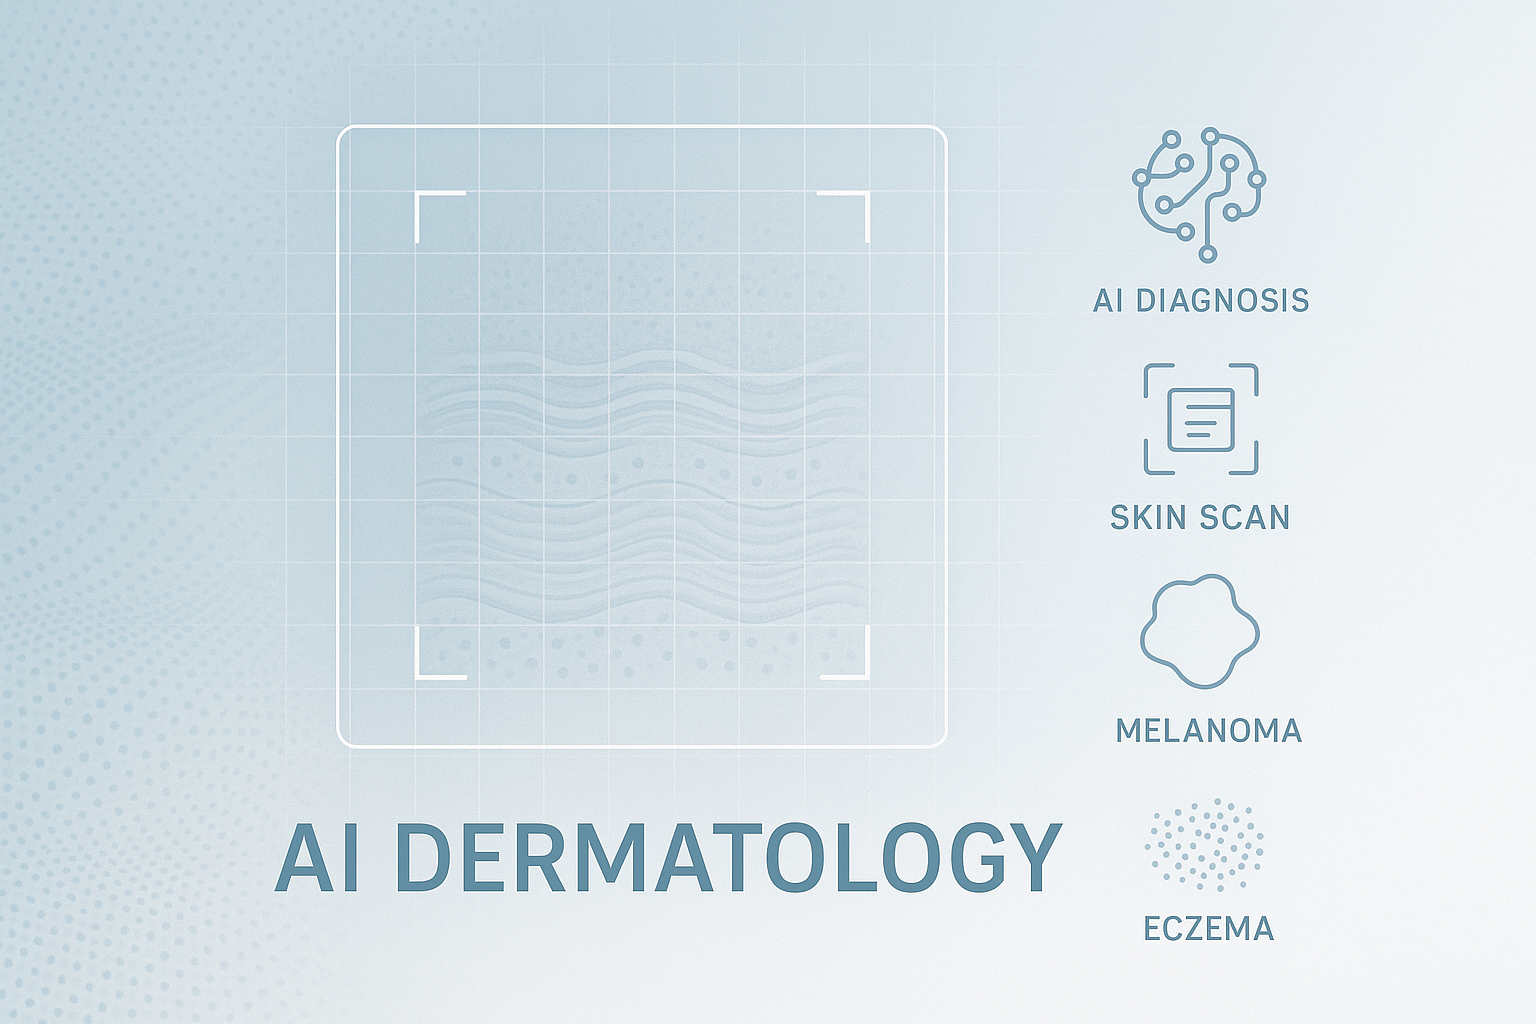 AI DIAGNOSIS
SKIN SCAN
MELANOMA
AI DERMATOLOGY
ECZEMA